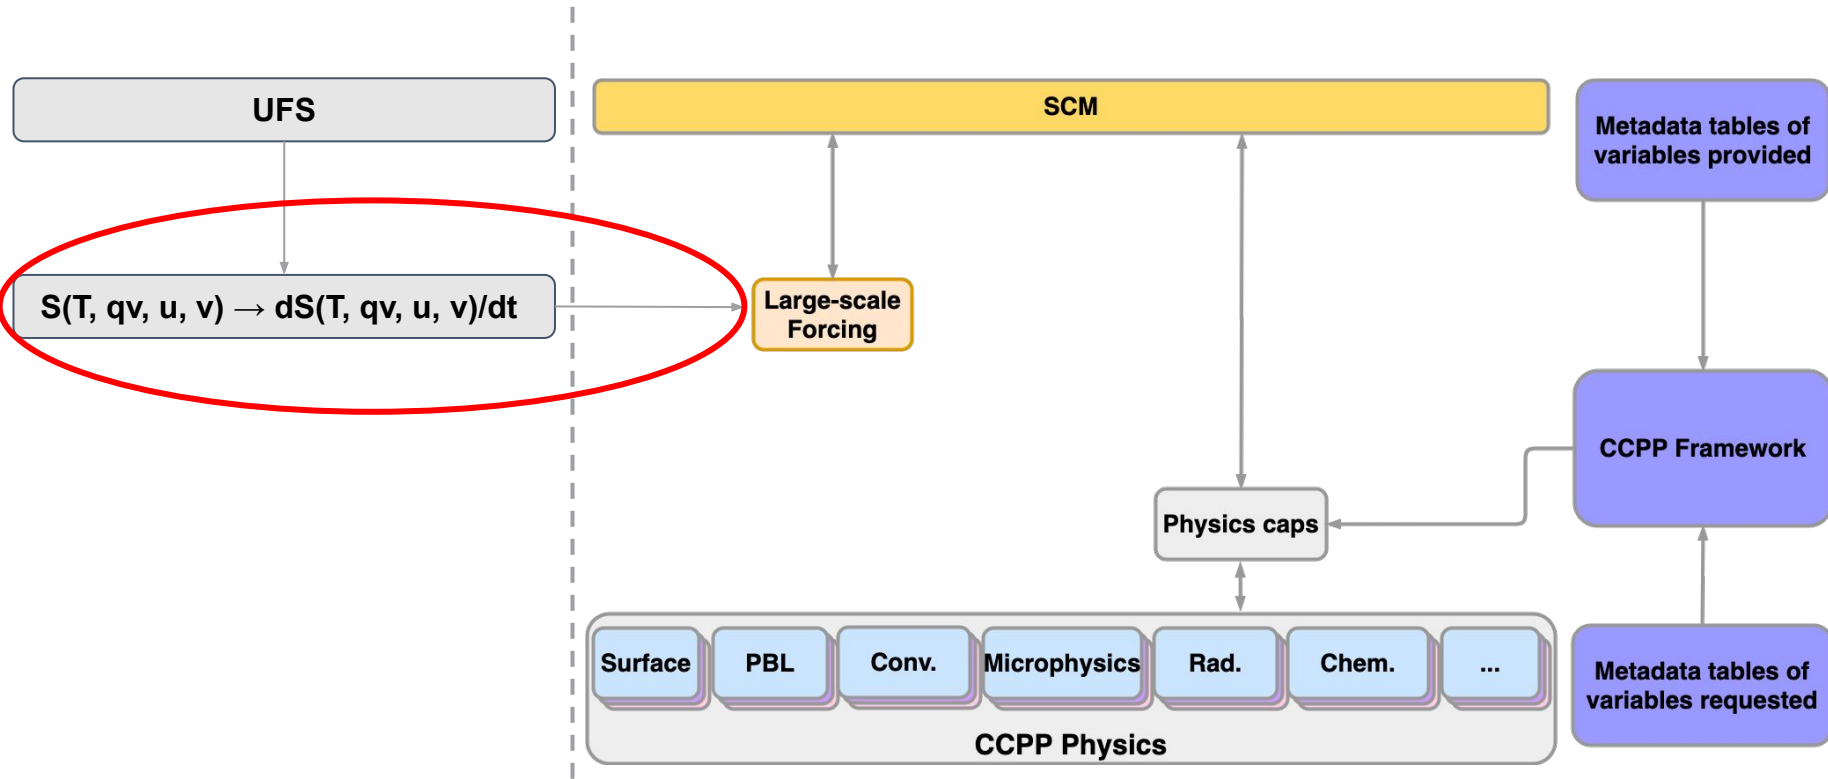 UFS
S(T, qv, u, v) → dS(T, qv, u, v)/dt
SCM
Large-scale
Forcing
Physics caps
Surface
PBL
Conv.
Microphysics
Rad.
Chem.
...
CCPP Physics
Metadata tables of
variables provided
CCPP Framework
Metadata tables of
variables requested